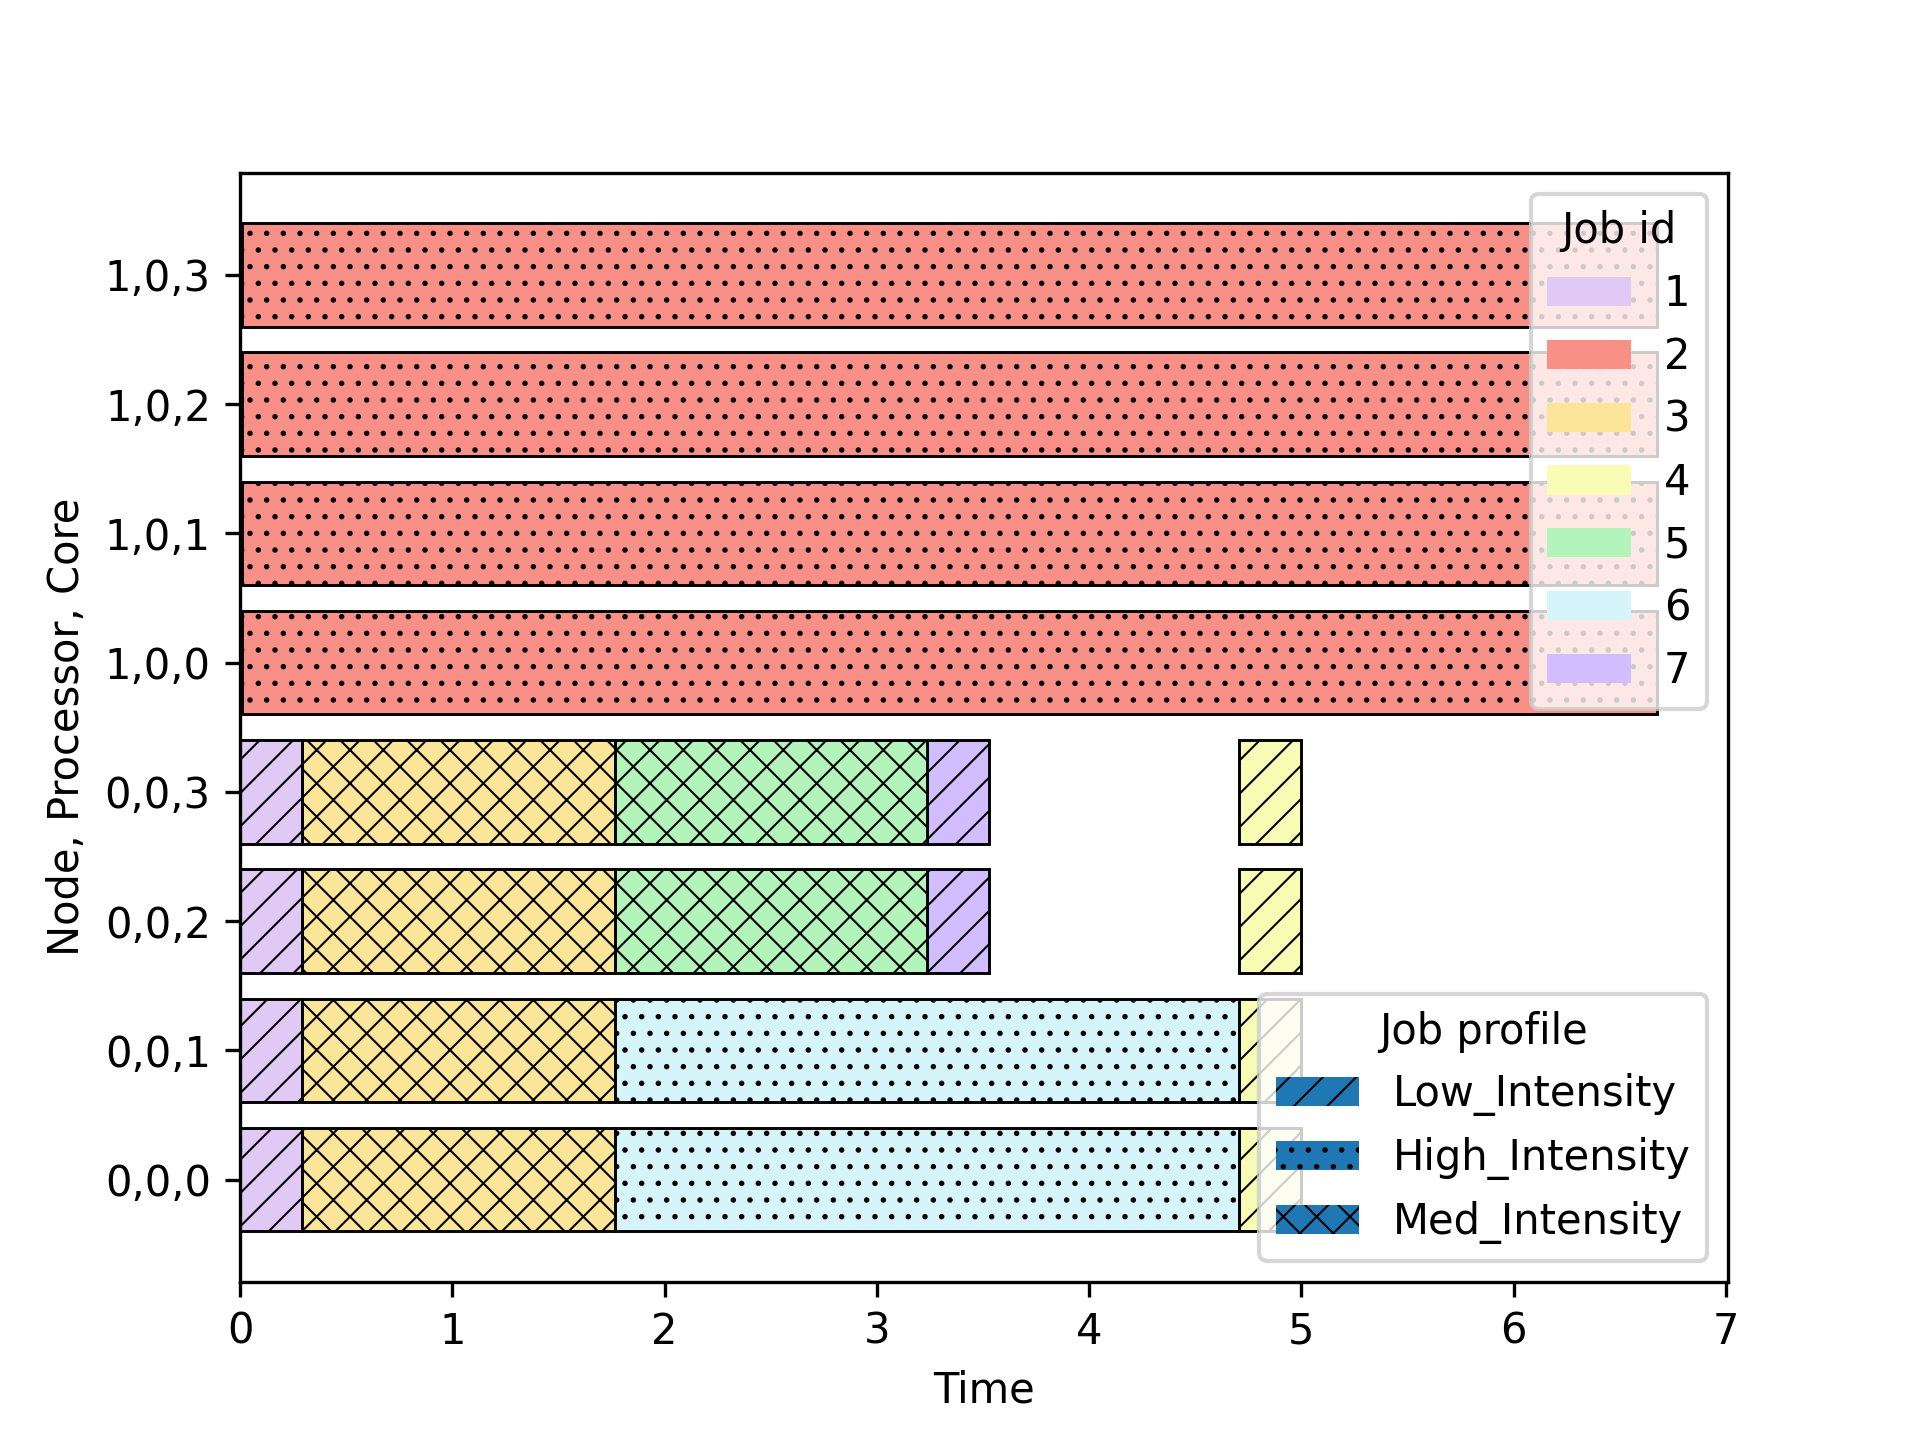 Job id
1
2
3
4
5
6
7
1,0,3
1,0,2
1,0,1
1,0,0
0,0,3
0,0,2
0,0,1
0,0,0
Node, Processor, Core
Job profile
Low_Intensity
High_Intensity
Med_Intensity
0 1 2 3 4 5 6 7
Time